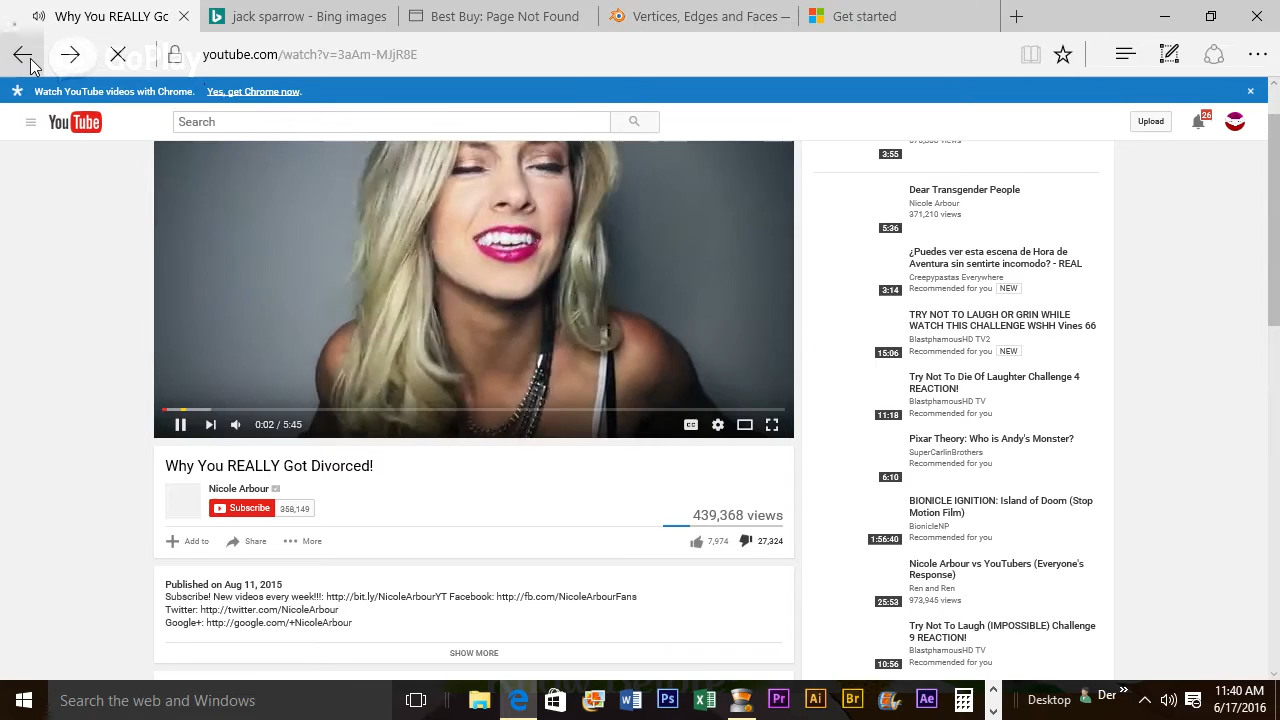 Why You REALLY Got
jack sparrow - Bing images
Best Buy: Page Not Found
Vertices, Edges and Faces –
Get started
GoPlay
youtube.com/watch?v=3aAm-MJjR8E
Watch YouTube videos with Chrome. Yes, get Chrome now.
YouTube
Search
Upload
26
3:55
Dear Transgender People
Nicole Arbour
371,210 views
5:36
¿Puedes ver esta escena de Hora de
Aventura sin sentirte incomodo? - REAL
Creepypastas Everywhere
Recommended for you NEW
3:14
TRY NOT TO LAUGH OR GRIN WHILE
WATCH THIS CHALLENGE WSHH Vines 66
BlastphamousHD TV2
Recommended for you NEW
15:06
Try Not To Die Of Laughter Challenge 4
REACTION!
BlastphamousHD TV
Recommended for you
11:18
Pixar Theory: Who is Andy's Monster?
SuperCarlinBrothers
Recommended for you
6:10
BIONICLE IGNITION: Island of Doom (Stop
Motion Film)
BionicleNP
Recommended for you
1:56:40
Nicole Arbour vs YouTubers (Everyone's
Response)
Ren and Ren
973,945 views
25:53
Try Not To Laugh (IMPOSSIBLE) Challenge
9 REACTION!
BlastphamousHD TV
Recommended for you
10:56
0:02 / 5:45
CC
Why You REALLY Got Divorced!
Nicole Arbour
Subscribe 358,149
439,368 views
Add to Share More
7,974 27,324
Published on Aug 11, 2015
Subscribe! New videos every week!!!: http://bit.ly/NicoleArbourYT Facebook: http://fb.com/NicoleArbourFans
Twitter: http://twitter.com/NicoleArbour
Google+: http://google.com/+NicoleArbour
SHOW MORE
Search the web and Windows
Ps
Pr
Ai
Br
Ae
Desktop
Der
11:40 AM
6/17/2016